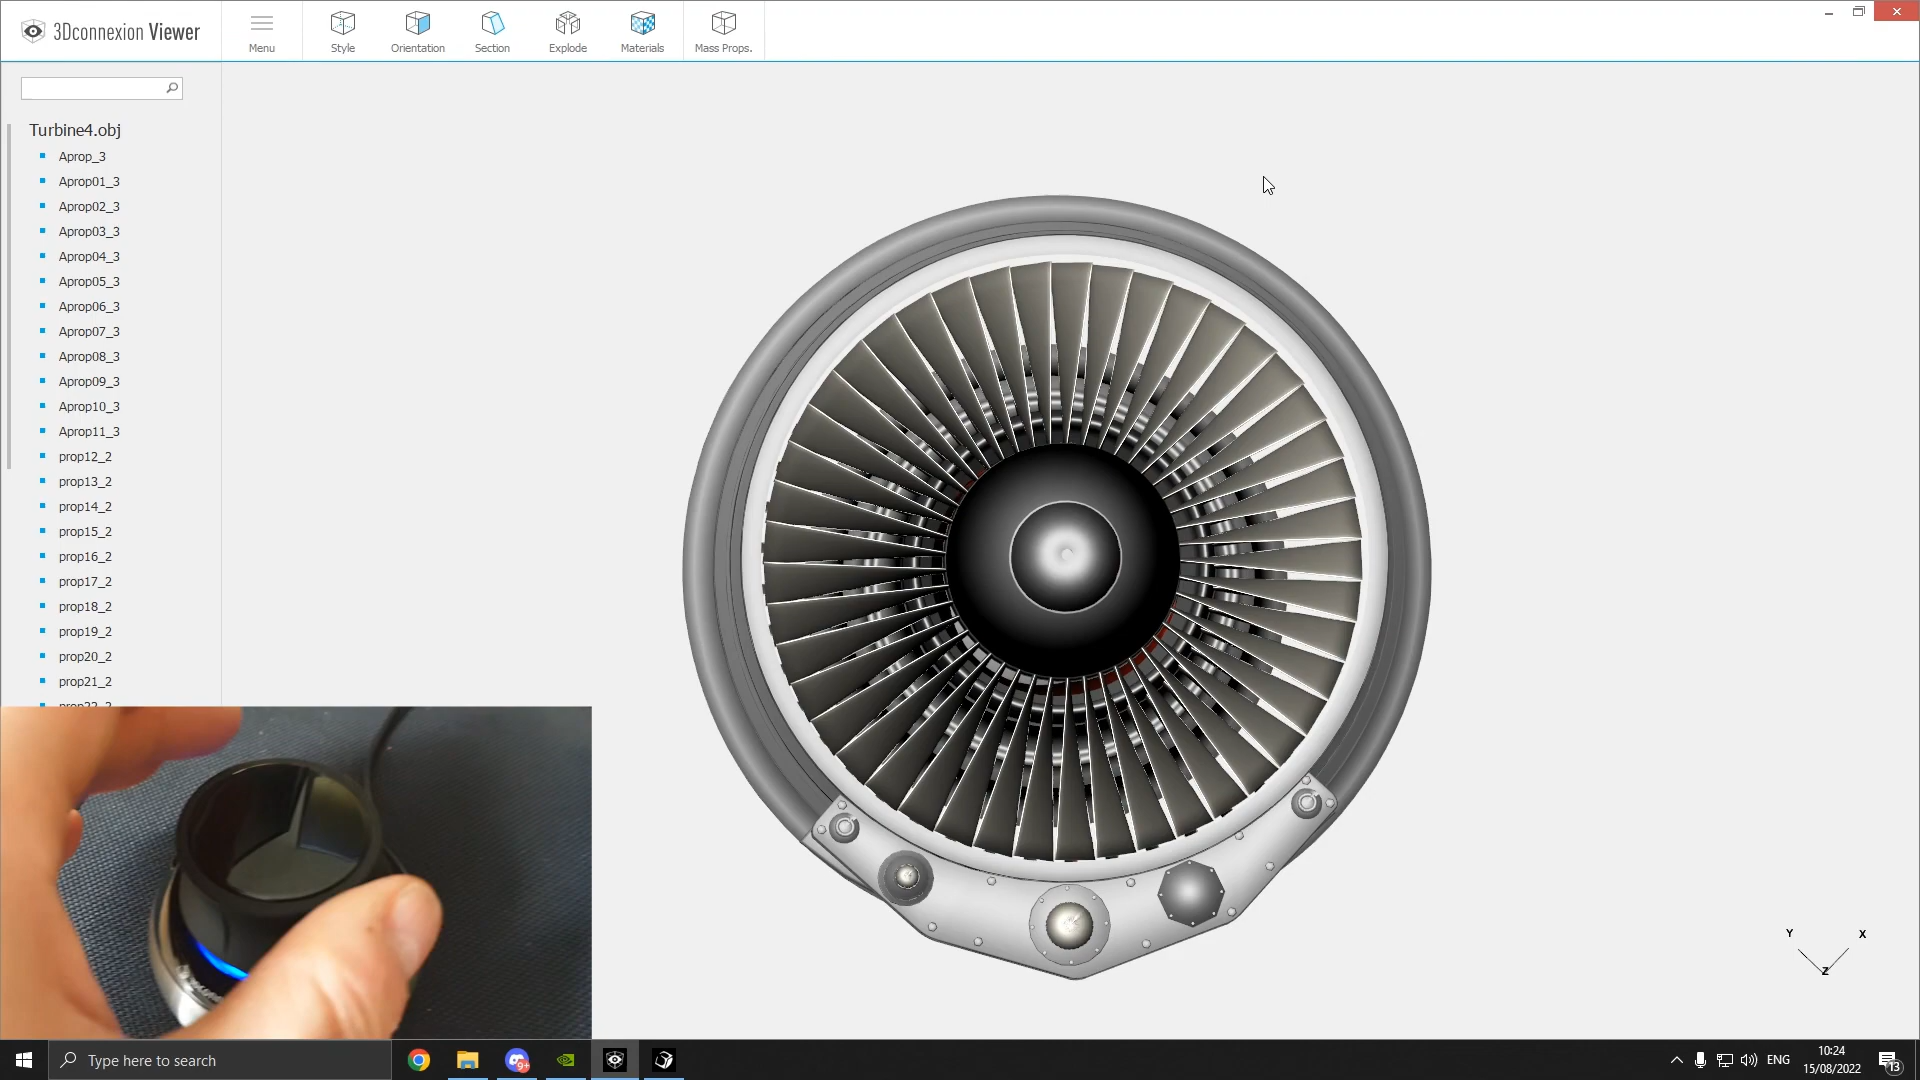 3Dconnexion Viewer
Menu
Style
Orientation
Section
Explode
Materials
Mass Props.
Turbine4.obj
Aprop_3
Aprop01_3
Aprop02_3
Aprop03_3
Aprop04_3
Aprop05_3
Aprop06_3
Aprop07_3
Aprop08_3
Aprop09_3
Aprop10_3
Aprop11_3
prop12_2
prop13_2
prop14_2
prop15_2
prop16_2
prop17_2
prop18_2
prop19_2
prop20_2
prop21_2
Y
X
Z
Type here to search
9+
ENG
10:24
15/08/2022
13